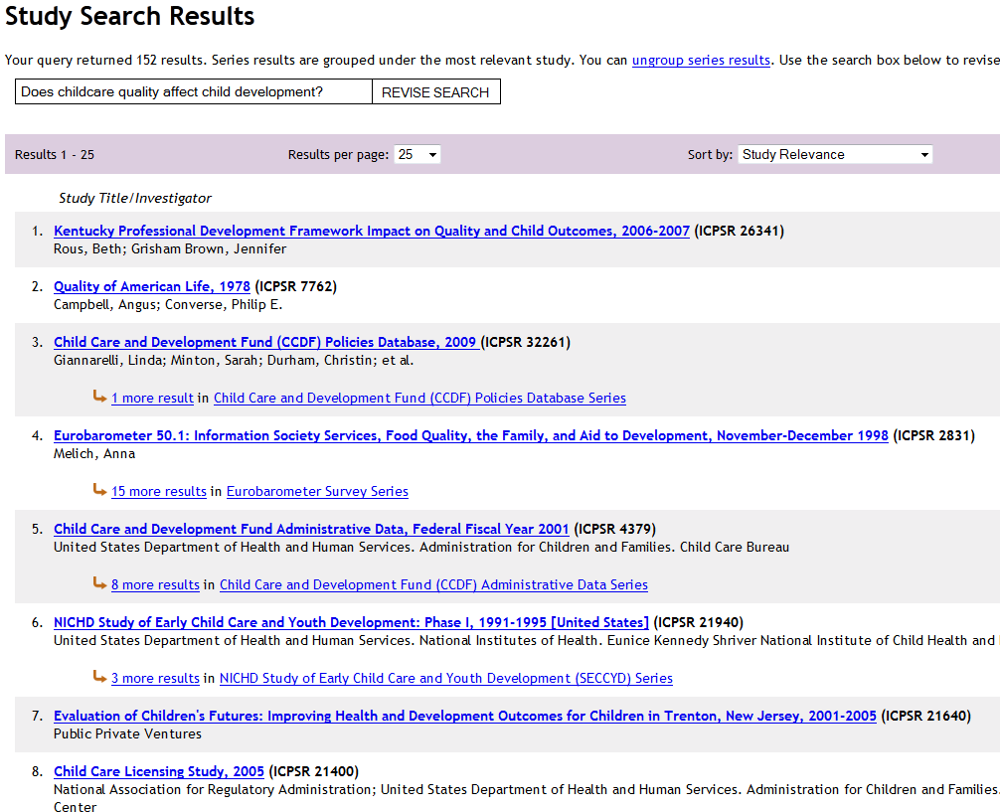 Study Search Results
Your query returned 152 results. Series results are grouped under the most relevant study. You can ungroup series results. Use the search box below to revise
Does childcare quality affect child development? REVISE SEARCH
Results 1 - 25 Results per page: 25 Sort by: Study Relevance
Study Title/Investigator
1. Kentucky Professional Development Framework Impact on Quality and Child Outcomes, 2006-2007 (ICPSR 26341)
Rous, Beth; Grisham Brown, Jennifer
2. Quality of American Life, 1978 (ICPSR 7762)
Campbell, Angus; Converse, Philip E.
3. Child Care and Development Fund (CCDF) Policies Database, 2009 (ICPSR 32261)
Giannarelli, Linda; Minton, Sarah; Durham, Christin; et al.
1 more result in Child Care and Development Fund (CCDF) Policies Database Series
4. Eurobarometer 50.1: Information Society Services, Food Quality, the Family, and Aid to Development, November-December 1998 (ICPSR 2831)
Melich, Anna
15 more results in Eurobarometer Survey Series
5. Child Care and Development Fund Administrative Data, Federal Fiscal Year 2001 (ICPSR 4379)
United States Department of Health and Human Services. Administration for Children and Families. Child Care Bureau
8 more results in Child Care and Development Fund (CCDF) Administrative Data Series
6. NICHD Study of Early Child Care and Youth Development: Phase I, 1991-1995 [United States] (ICPSR 21940)
United States Department of Health and Human Services. National Institutes of Health. Eunice Kennedy Shriver National Institute of Child Health and
3 more results in NICHD Study of Early Child Care and Youth Development (SECCYD) Series
7. Evaluation of Children's Futures: Improving Health and Development Outcomes for Children in Trenton, New Jersey, 2001-2005 (ICPSR 21640)
Public Private Ventures
8. Child Care Licensing Study, 2005 (ICPSR 21400)
National Association for Regulatory Administration; United States Department of Health and Human Services. Administration for Children and Families.
Center